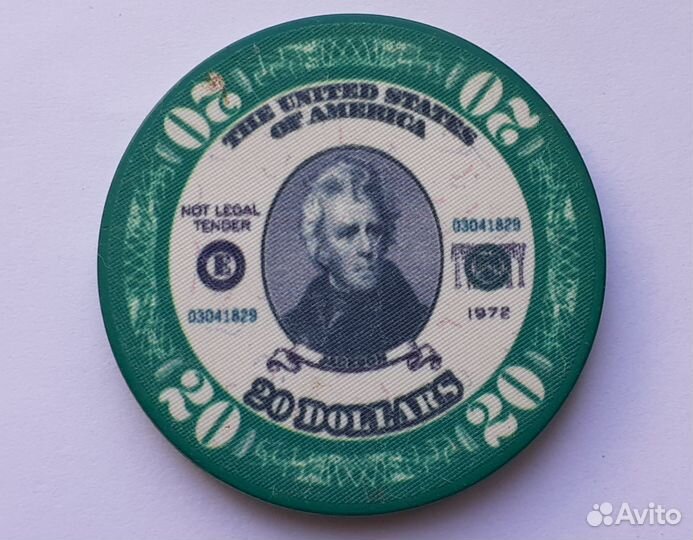 20 20
THE UNITED STATES
OF AMERICA
NOT LEGAL
TENDER
03041829
E
03041829
1972
20 DOLLARS
20 20
Avito